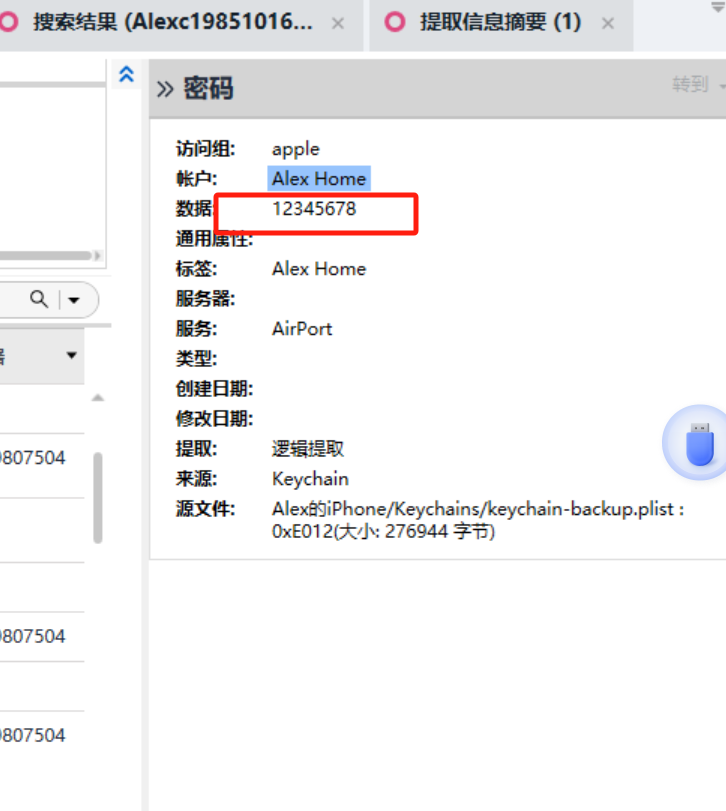 搜索结果 (Alexc19851016...
提取信息摘要 (1)
密码
转到
访问组: apple
帐户: Alex Home
数据: 12345678
通用属性:
标签: Alex Home
服务器:
服务: AirPort
类型:
创建日期:
修改日期:
提取: 逻辑提取
来源: Keychain
源文件: Alex的iPhone/Keychains/keychain-backup.plist :
0xE012(大小: 276944 字节)
器
0807504
0807504
0807504